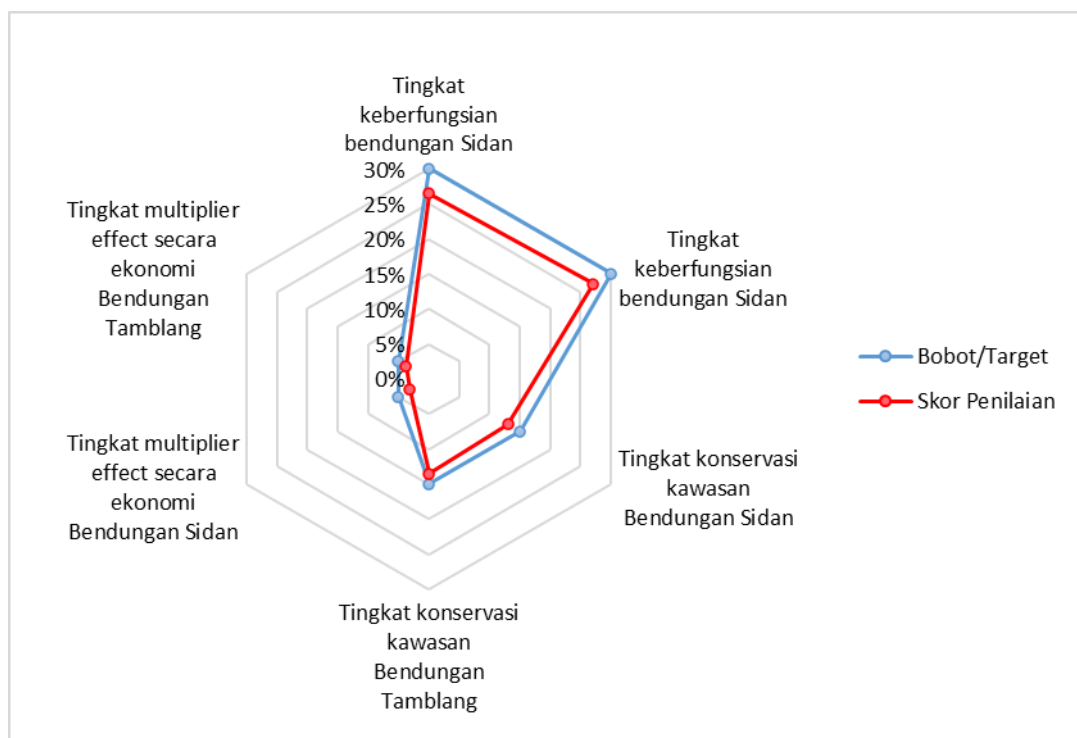 Tingkat
keberfungsian
bendungan Sidan
30%
25%
20%
15%
10%
5%
0%
Tingkat
keberfungsian
bendungan Sidan
Tingkat konservasi
kawasan
Bendungan Sidan
Tingkat konservasi
kawasan
Bendungan
Tamblang
Tingkat multiplier
effect secara
ekonomi
Bendungan Sidan
Tingkat multiplier
effect secara
ekonomi
Bendungan
Tamblang
Bobot/Target
Skor Penilaian